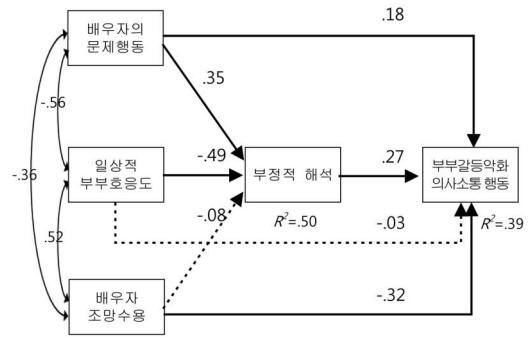 배우자의
문제행동
.18
.35
-.56
-.36
일상적
부부호응도
-.49
부정적 해석
.27
부부갈등악화
의사소통 행동
-.08
R²=.50
-.03
R²=.39
.52
배우자
조망수용
-.32